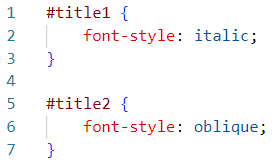 1 #title1 {
2     font-style: italic;
3 }
4
5 #title2 {
6     font-style: oblique;
7 }